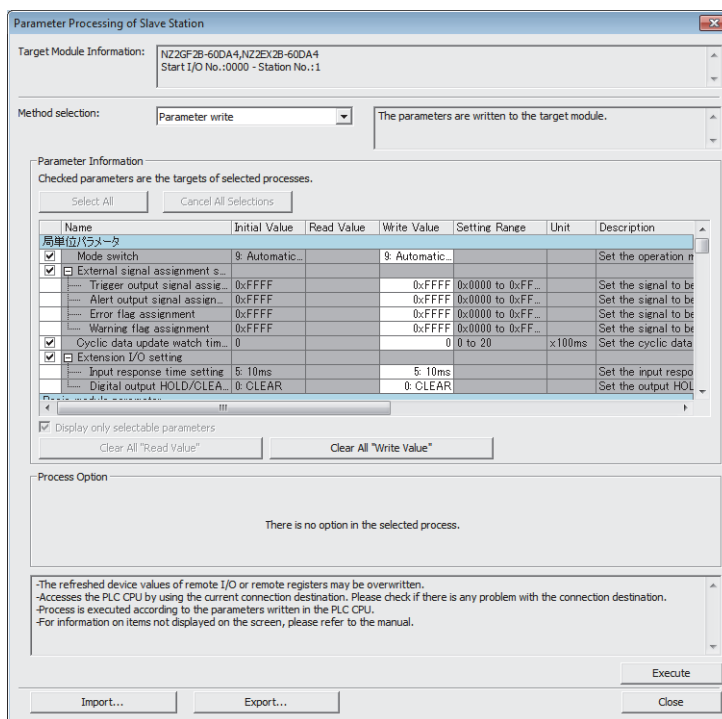 Parameter Processing of Slave Station
Target Module Information:
NZ2GF2B-60DA4,NZ2EX2B-60DA4
Start I/O No.:0000 - Station No.:1
Method selection:
Parameter write
The parameters are written to the target module.
Parameter Information
Checked parameters are the targets of selected processes.
Select All Cancel All Selections
Name Initial Value Read Value Write Value Setting Range Unit Description
局単位パラメータ
Mode switch 9: Automatic... 9: Automatic... Set the operation m
External signal assignment s...
Trigger output signal assig... 0xFFFF 0xFFFF 0x0000 to 0xFF... Set the signal to be
Alert output signal assign... 0xFFFF 0xFFFF 0x0000 to 0xFF... Set the signal to be
Error flag assignment 0xFFFF 0xFFFF 0x0000 to 0xFF... Set the signal to be
Warning flag assignment 0xFFFF 0xFFFF 0x0000 to 0xFF... Set the signal to be
Cyclic data update watch tim... 0 0 0 to 20 x100ms Set the cyclic data
Extension I/O setting
Input response time setting 5: 10ms 5: 10ms Set the input respo
Digital output HOLD/CLEA... 0: CLEAR 0: CLEAR Set the output HOL
Display only selectable parameters
Clear All "Read Value" Clear All "Write Value"
Process Option
There is no option in the selected process.
-The refreshed device values of remote I/O or remote registers may be overwritten.
-Accesses the PLC CPU by using the current connection destination. Please check if there is any problem with the connection destination.
-Process is executed according to the parameters written in the PLC CPU.
-For information on items not displayed on the screen, please refer to the manual.
Execute
Import... Export... Close